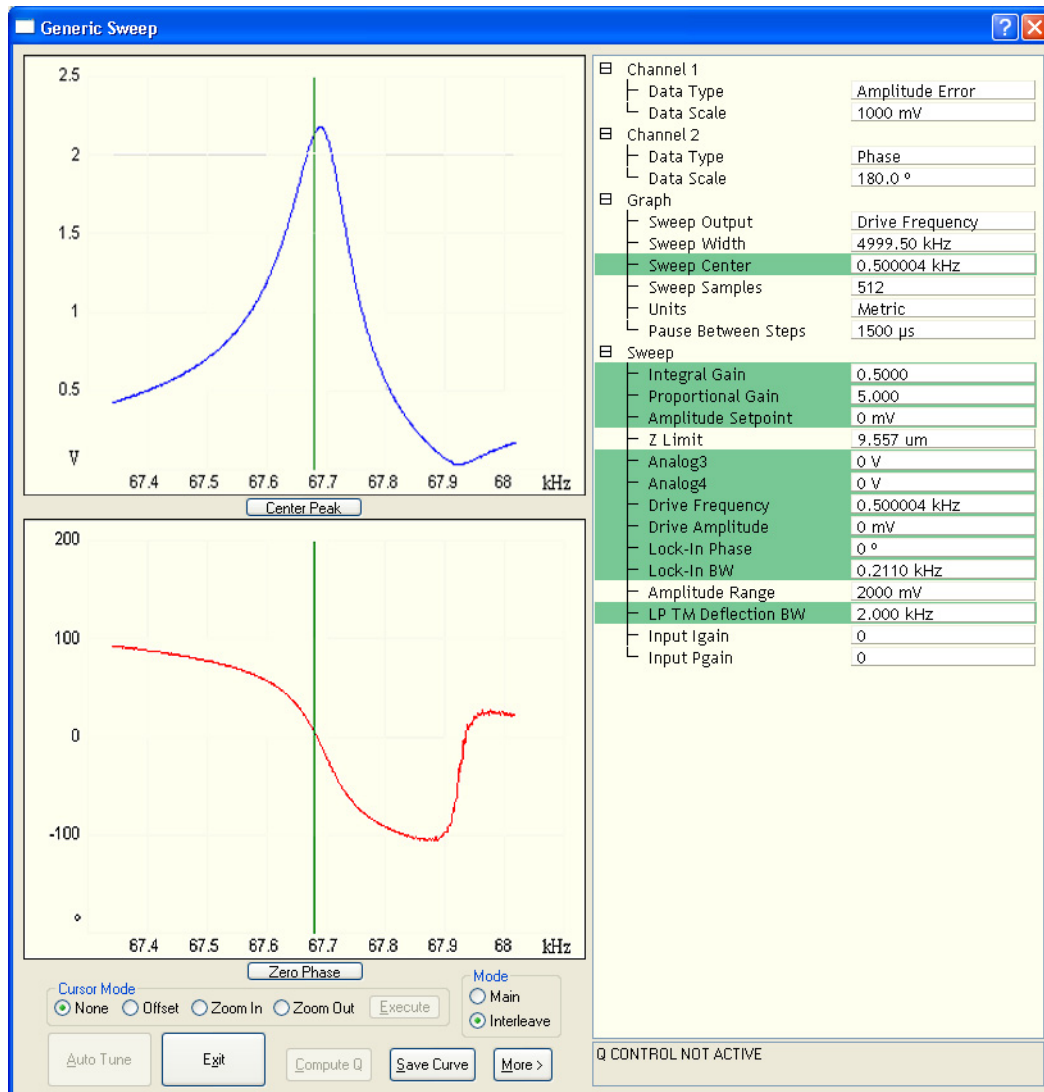 Generic Sweep
2.5
2
1.5
1
0.5
V
67.4 67.5 67.6 67.7 67.8 67.9 68 kHz
Center Peak
200
100
0
-100
°
67.4 67.5 67.6 67.7 67.8 67.9 68 kHz
Zero Phase
Cursor Mode
None Offset Zoom In Zoom Out Execute
Mode
Main
Interleave
Auto Tune Exit Compute Q Save Curve More >
Channel 1
Data Type Amplitude Error
Data Scale 1000 mV
Channel 2
Data Type Phase
Data Scale 180.0 º
Graph
Sweep Output Drive Frequency
Sweep Width 4999.50 kHz
Sweep Center 0.500004 kHz
Sweep Samples 512
Units Metric
Pause Between Steps 1500 µs
Sweep
Integral Gain 0.5000
Proportional Gain 5.000
Amplitude Setpoint 0 mV
Z Limit 9.557 um
Analog3 0 V
Analog4 0 V
Drive Frequency 0.500004 kHz
Drive Amplitude 0 mV
Lock-In Phase 0 º
Lock-In BW 0.2110 kHz
Amplitude Range 2000 mV
LP TM Deflection BW 2.000 kHz
Input Igain 0
Input Pgain 0
Q CONTROL NOT ACTIVE